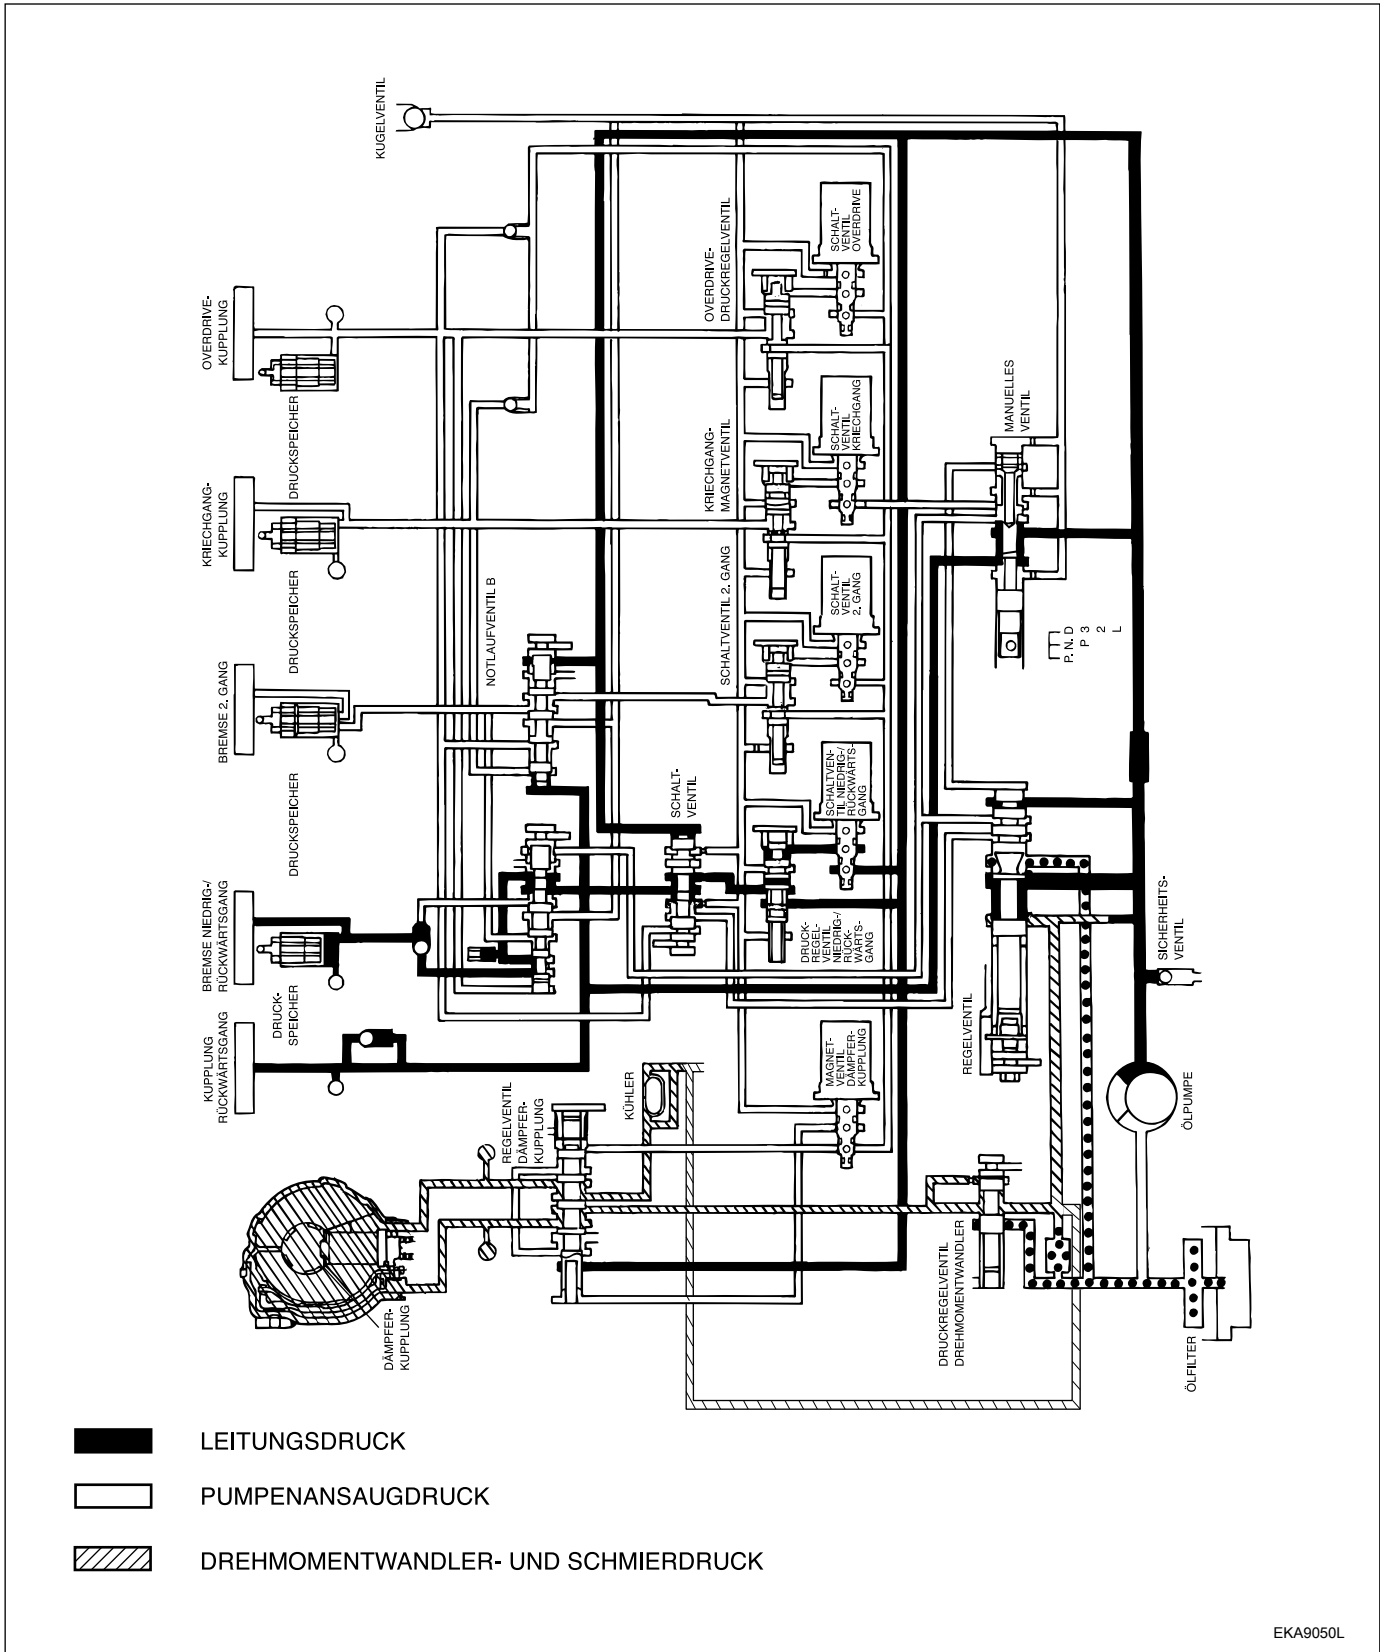 KUGELVENTIL
OVERDRIVE-
KUPPLUNG
DRUCKSPEICHER
KRIECHGANG-
KUPPLUNG
DRUCKSPEICHER
BREMSE 2. GANG
DRUCKSPEICHER
BREMSE NIEDRIG-/
RÜCKWÄRTSGANG
DRUCK-
SPEICHER
KUPPLUNG
RÜCKWÄRTSGANG
OVERDRIVE-
DRUCKREGELVENTIL
SCHALT-
VENTIL
OVERDRIVE
KRIECHGANG-
MAGNETVENTIL
SCHALT-
VENTIL
KRIECHGANG
SCHALTVENTIL 2. GANG
SCHALT-
VENTIL
2. GANG
NOTLAUFVENTIL B
SCHALT-
VENTIL
SCHALTVEN-
TIL NIEDRIG-/
RÜCKWÄRTS-
GANG
DRUCK-
REGEL-
VENTIL
NIEDRIG-/
RÜCK-
WÄRTS-
GANG
MANUELLES
VENTIL
P. N. D
P 3
2
L
SICHERHEITS-
VENTIL
REGELVENTIL
ÖLPUMPE
MAGNET-
VENTIL
DÄMPFER-
KUPPLUNG
KÜHLER
REGELVENTIL
DÄMPFER-
KUPPLUNG
DÄMPFER-
KUPPLUNG
DRUCKREGELVENTIL
DREHMOMENTWANDLER
ÖLFILTER
LEITUNGSDRUCK
PUMPENANSAUGDRUCK
DREHMOMENTWANDLER- UND SCHMIERDRUCK
EKA9050L